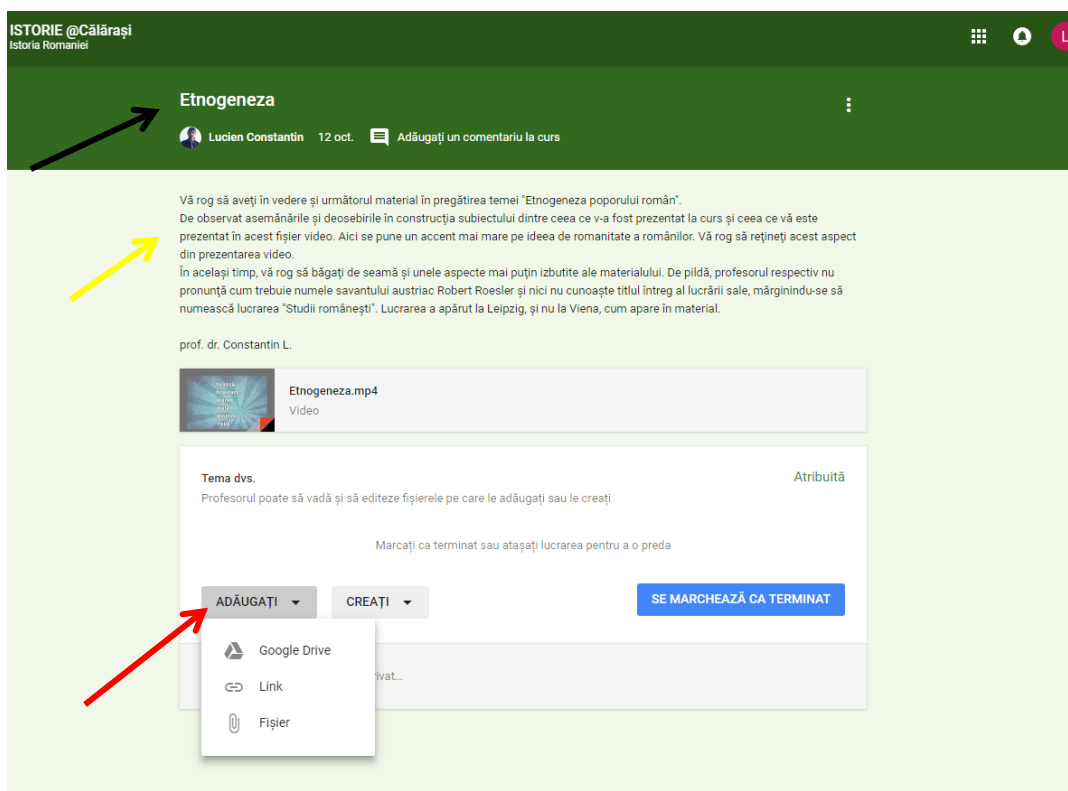 ISTORIE @Călărași
Istoria Romaniei
L
Etnogeneza
Lucien Constantin 12 oct. Adăugați un comentariu la curs
Vă rog să aveţi în vedere și următorul material în pregătirea temei "Etnogeneza poporului român".
De observat asemănările și deosebirile în construcţia subiectului dintre ceea ce v-a fost prezentat la curs și ceea ce vă este
prezentat în acest fișier video. Aici se pune un accent mai mare pe ideea de romanitate a românilor. Vă rog să reţineţi acest aspect
din prezentarea video.
În același timp, vă rog să băgaţi de seamă și unele aspecte mai puţin izbutite ale materialului. De pildă, profesorul respectiv nu
pronunţă cum trebuie numele savantului austriac Robert Roesler și nici nu cunoaște titlul întreg al lucrării sale, mărginindu-se să
numească lucrarea "Studii românești". Lucrarea a apărut la Leipzig, și nu la Viena, cum apare în material.
prof. dr. Constantin L.
Etnogeneza.mp4
Video
Tema dvs.
Atribuită
Profesorul poate să vadă și să editeze fișierele pe care le adăugați sau le creați
Marcați ca terminat sau atașați lucrarea pentru a o preda
ADĂUGAȚI CREAȚI SE MARCHEAZĂ CA TERMINAT
Google Drive
ivat...
Link
Fișier